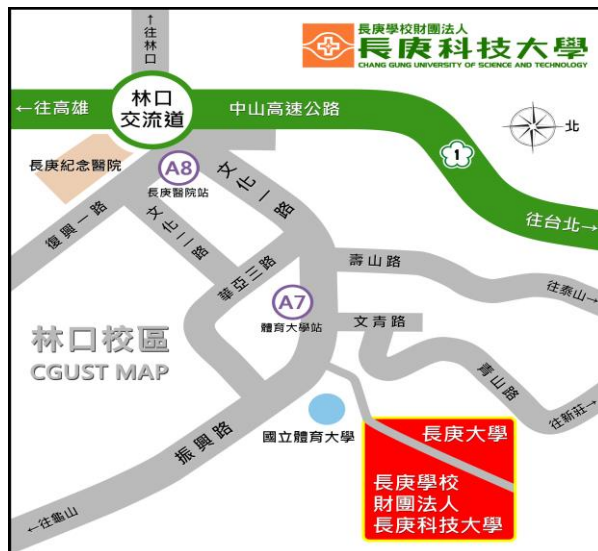 ↑往林口
長庚學校財團法人
長庚科技大學
CHANG GUNG UNIVERSITY OF SCIENCE AND TECHNOLOGY
←往高雄
林口
交流道
中山高速公路
北
1
長庚紀念醫院
A8
長庚醫院站
文化一路
往台北→
復興一路
文化二路
華亞三路
壽山路
往泰山→
A7
體育大學站
文青路
林口校區
CGUST MAP
青山路
往新莊→
國立體育大學
振興路
長庚大學
長庚學校
財團法人
長庚科技大學
←往龜山